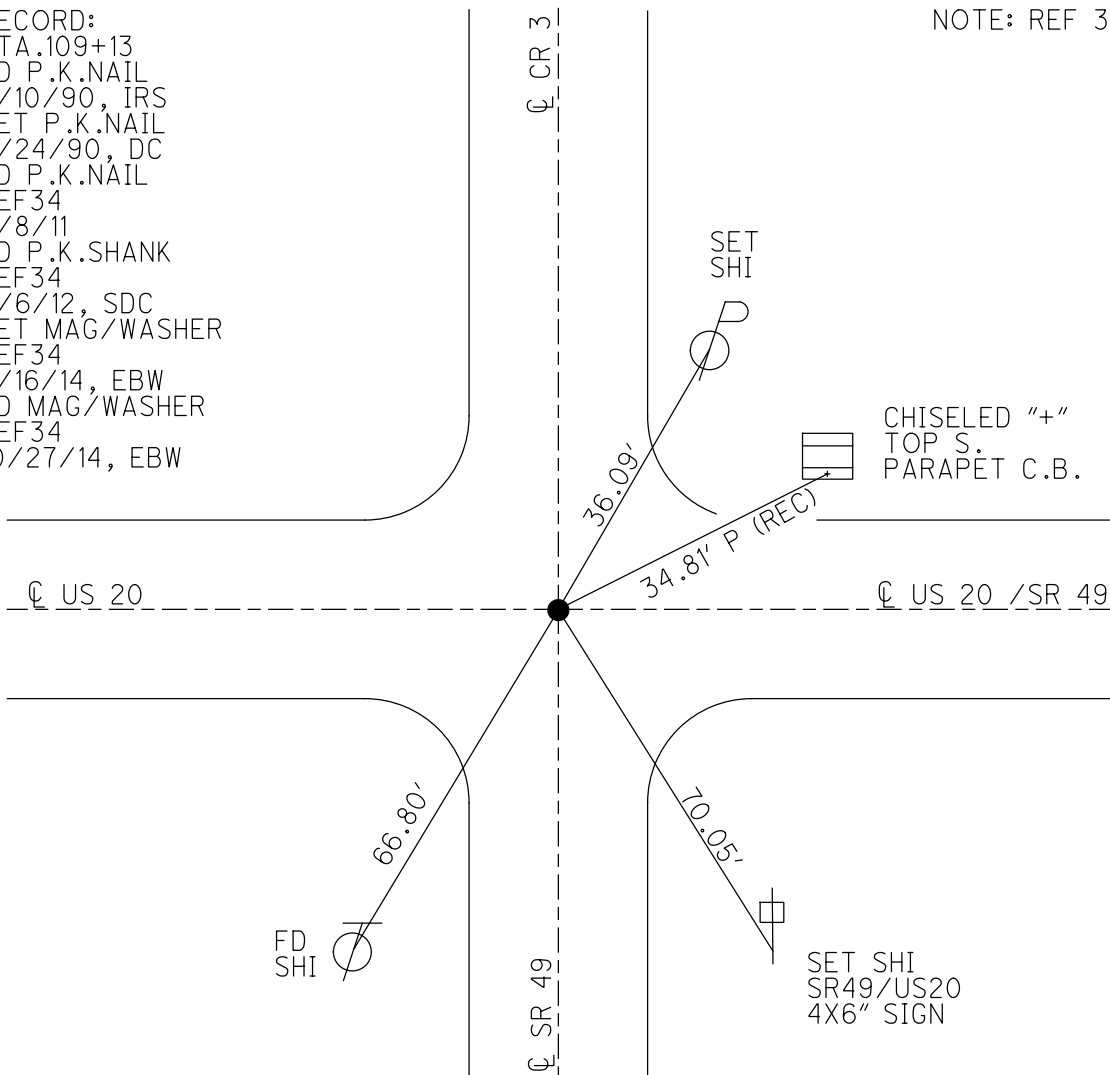 ECORD:
TA.109+13
D P.K.NAIL
/10/90, IRS
ET P.K.NAIL
/24/90, DC
D P.K.NAIL
EF34
/8/11
D P.K.SHANK
EF34
/6/12, SDC
ET MAG/WASHER
EF34
/16/14, EBW
D MAG/WASHER
EF34
0/27/14, EBW
℄ CR 3
NOTE: REF 3
SET
SHI
CHISELED "+"
TOP S.
PARAPET C.B.
36.09'
34.81' P (REC)
℄ US 20
℄ US 20 /SR 49
66.80'
70.05'
FD
SHI
℄ SR 49
SET SHI
SR49/US20
4X6" SIGN